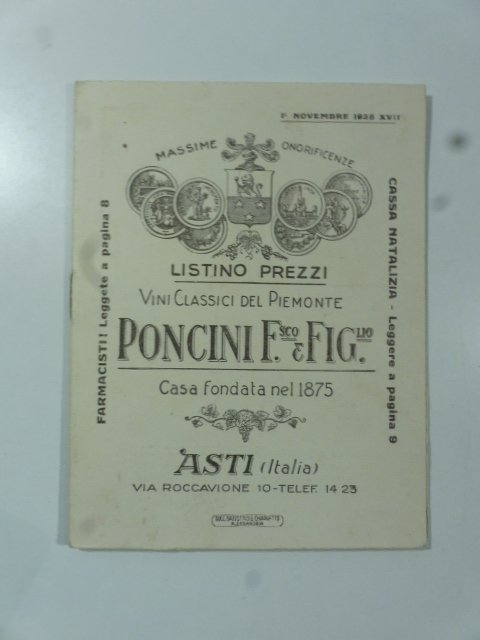 1° NOVEMBRE 1938 XVII
MASSIME ONORIFICENZE
LISTINO PREZZI
VINI CLASSICI DEL PIEMONTE
PONCINI F.SCO E FIG.LIO
Casa fondata nel 1875
ASTI (Italia)
VIA ROCCAVIONE 10-TELEF. 14 23
FARMACISTI! Leggete a pagina 8
CASSA NATALIZIA - Leggere a pagina 9
ALESSANDRIA